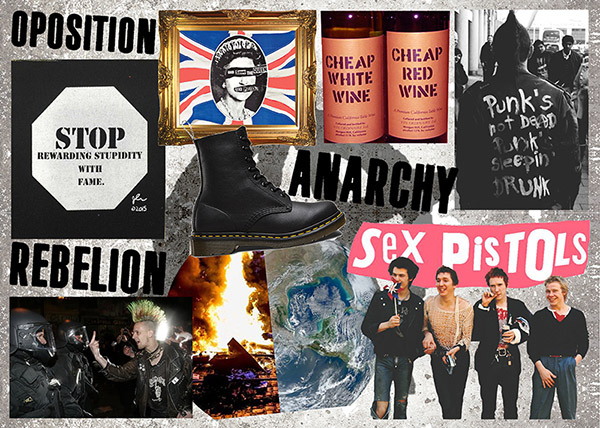 OPOSITION
STOP
REWARDING STUPIDITY
WITH
FAME.
©2015
CHEAP
WHITE
WINE
CHEAP
RED
WINE
Punk's
not DEAD
Punk's
sleepin'
DRUNK
ANARCHY
SEX PISTOLS
REBELION